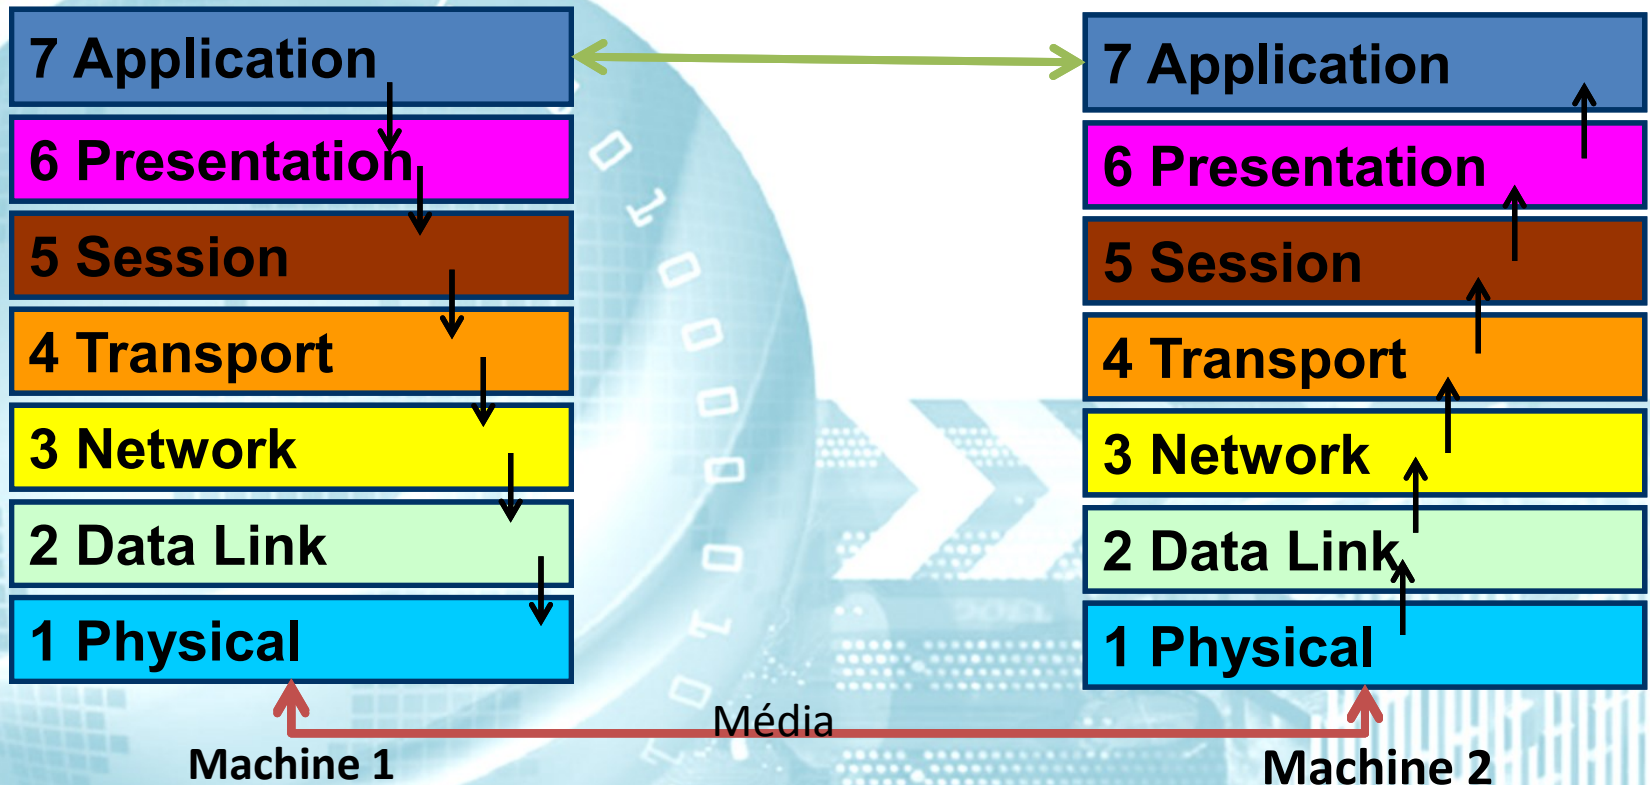 7 Application
6 Presentation
5 Session
4 Transport
3 Network
2 Data Link
1 Physical
Machine 1
Média
7 Application
6 Presentation
5 Session
4 Transport
3 Network
2 Data Link
1 Physical
Machine 2